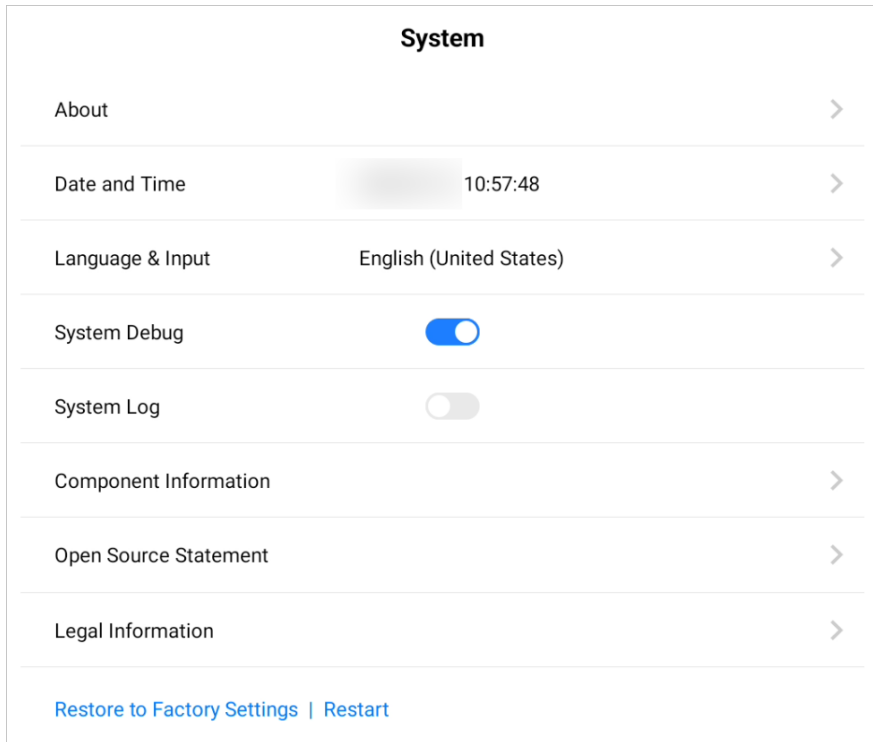 System
About
Date and Time 10:57:48
Language & Input English (United States)
System Debug
System Log
Component Information
Open Source Statement
Legal Information
Restore to Factory Settings | Restart